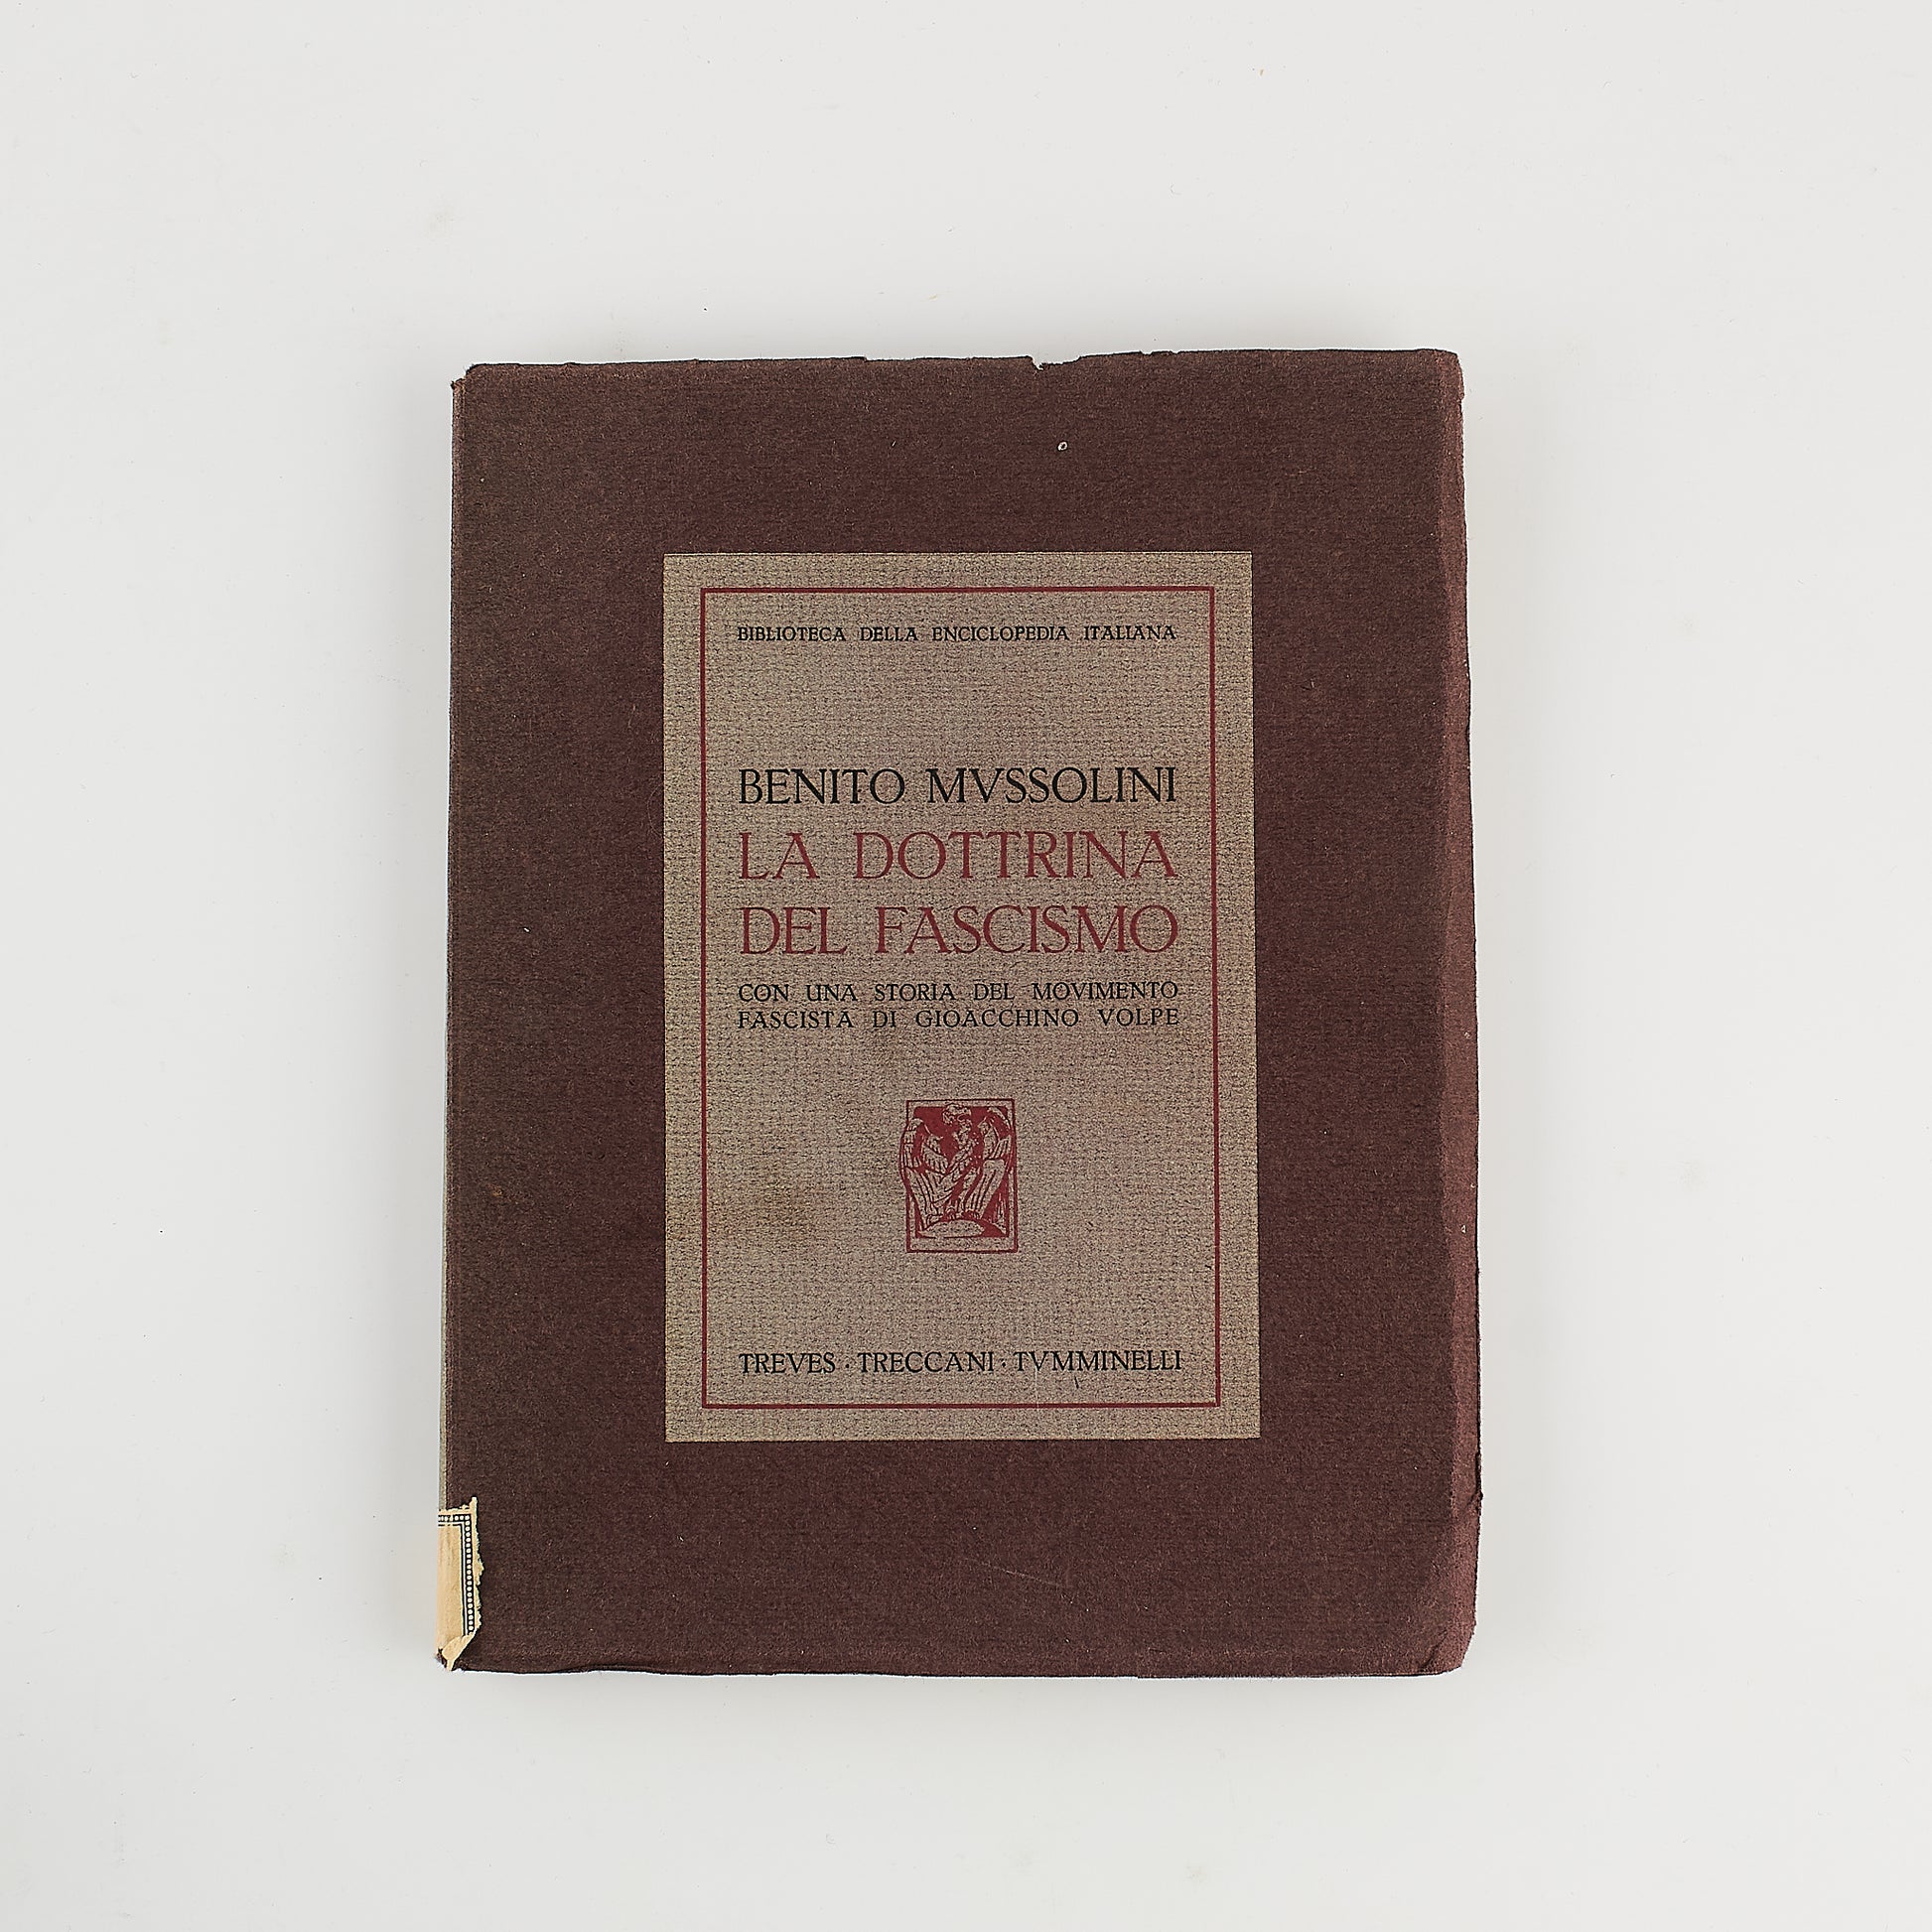 BIBLIOTECA DELLA ENCICLOPEDIA ITALIANA
BENITO MVSSOLINI
LA DOTTRINA
DEL FASCISMO
CON UNA STORIA DEL MOVIMENTO
FASCISTA DI GIOACCHINO VOLPE
TREVES · TRECCANI · TVMMINELLI